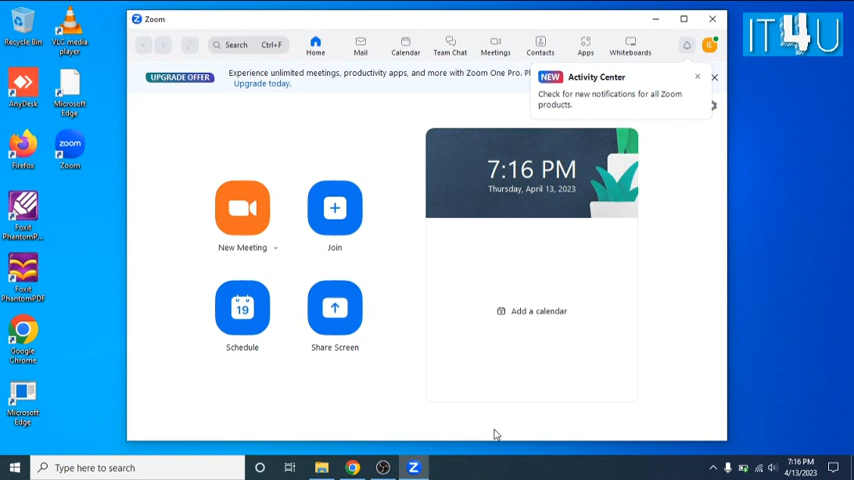 Recycle Bin
VLC media player
AnyDesk
Microsoft Edge
Firefox
Zoom
Foxit PhantomP...
Foxit PhantomPDF
Google Chrome
Microsoft Edge
Zoom
Search Ctrl+F
Home
Mail
Calendar
Team Chat
Meetings
Contacts
Apps
Whiteboards
IE
UPGRADE OFFER
Experience unlimited meetings, productivity apps, and more with Zoom One Pro. Pl
Upgrade today.
NEW Activity Center
Check for new notifications for all Zoom
products.
7:16 PM
Thursday, April 13, 2023
New Meeting
Join
19
Schedule
Share Screen
Add a calendar
IT4U
Type here to search
7:16 PM
4/13/2023